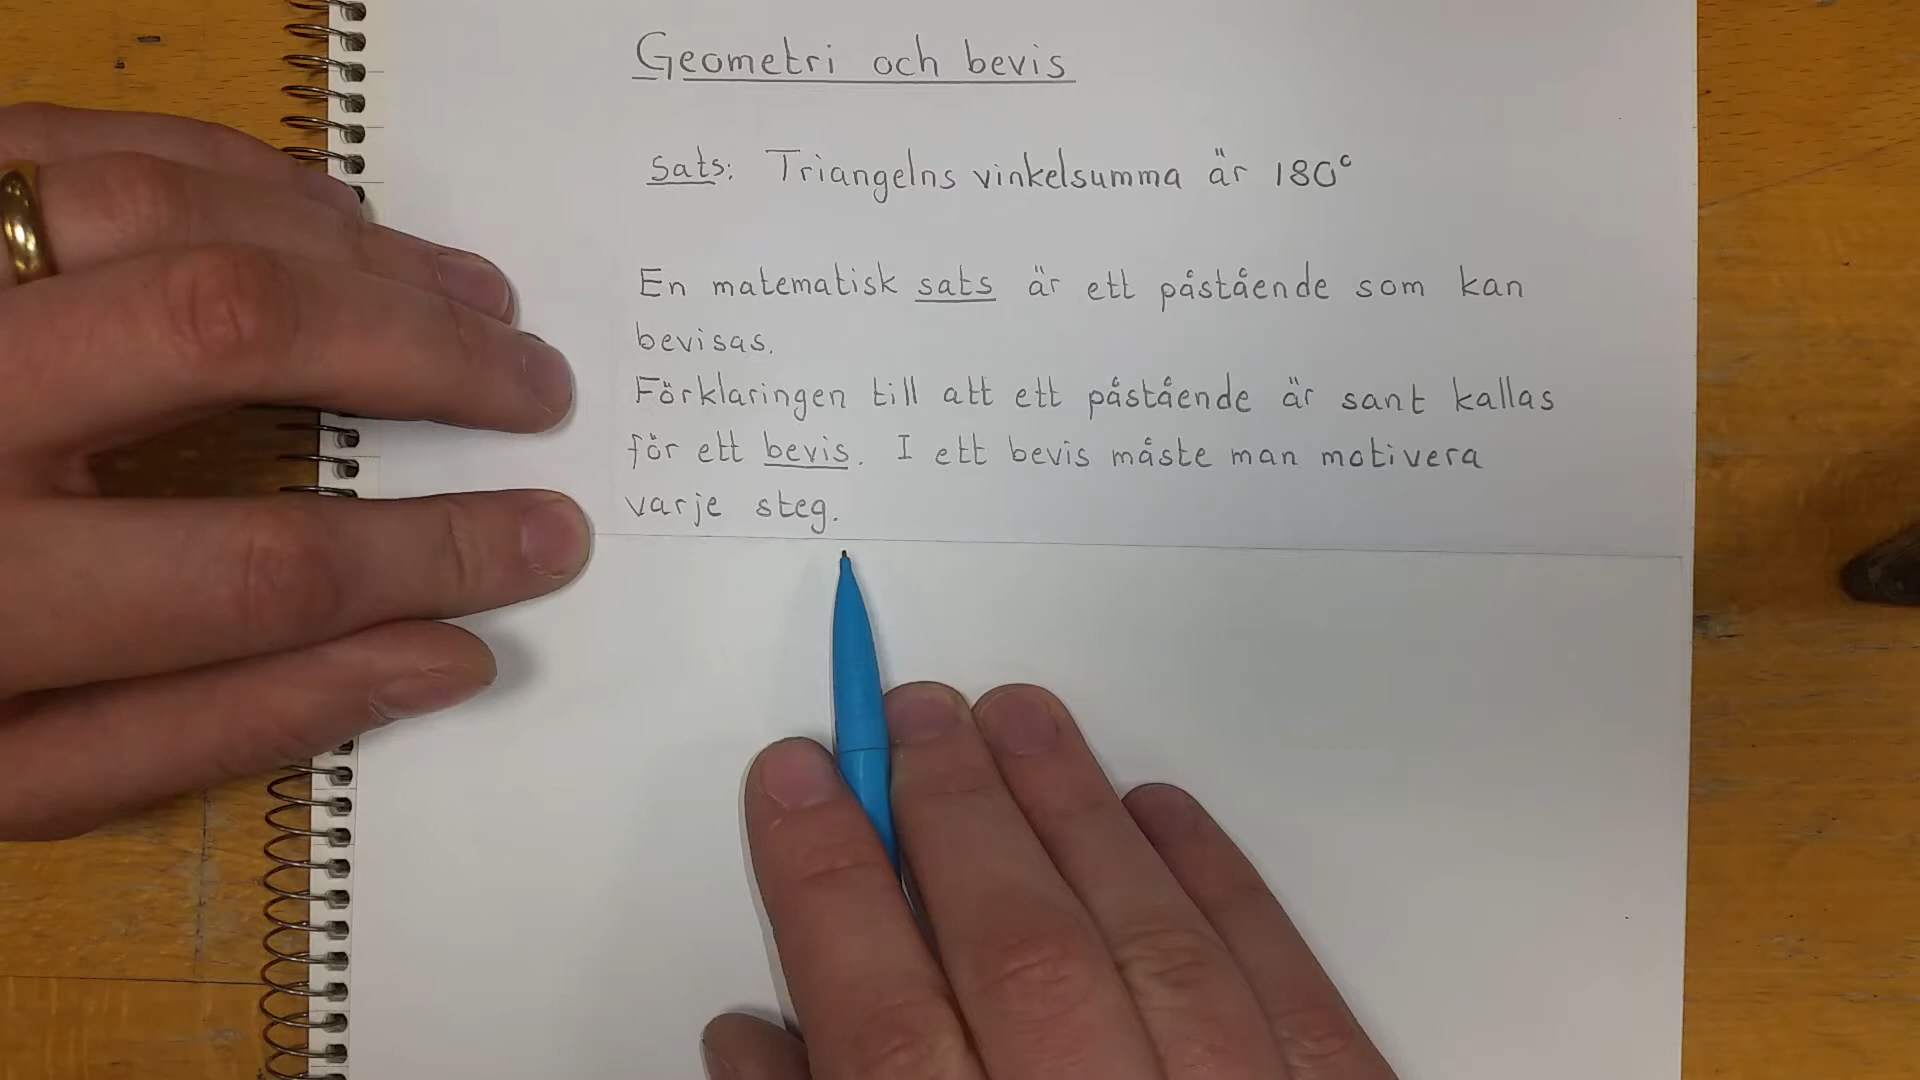 Geometri och bevis
Sats: Triangelns vinkelsumma är 180°
En matematisk sats är ett påstående som kan
bevisas.
Förklaringen till att ett påstående är sant kallas
för ett bevis. I ett bevis måste man motivera
varje steg.